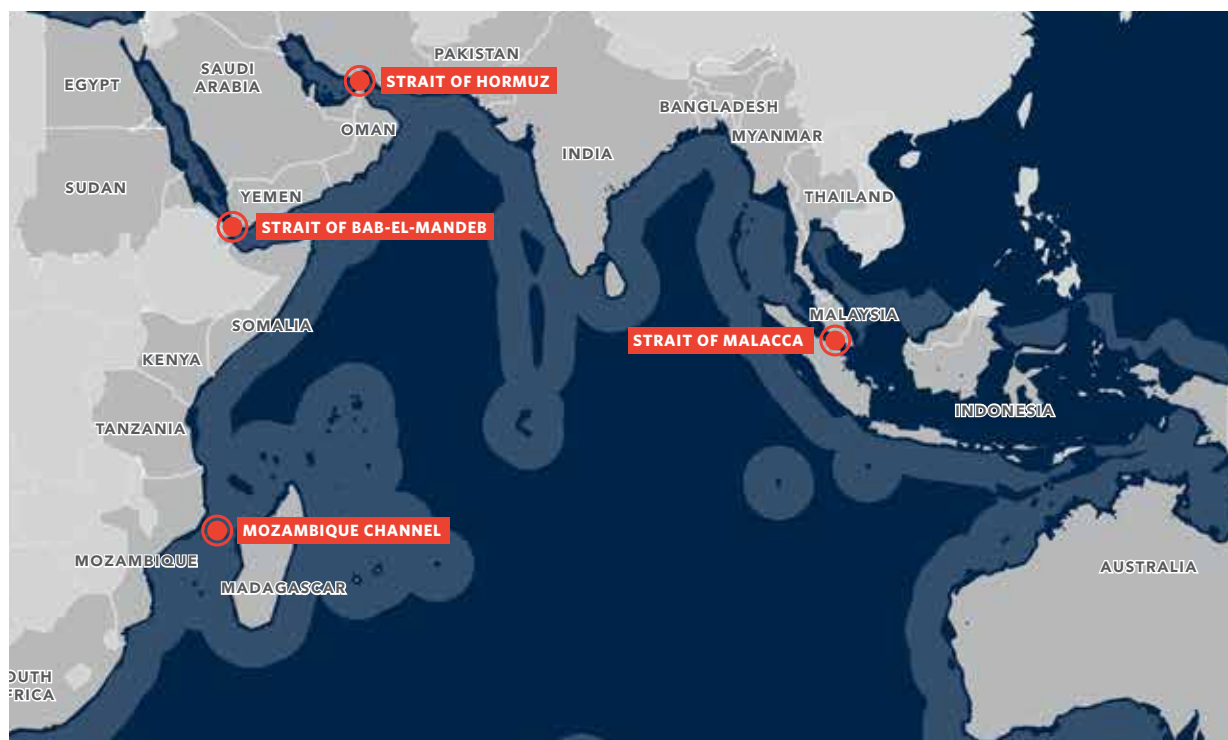 PAKISTAN
SAUDI
ARABIA
EGYPT
STRAIT OF HORMUZ
BANGLADESH
OMAN
MYANMAR
INDIA
SUDAN
YEMEN
THAILAND
STRAIT OF BAB-EL-MANDEB
MALAYSIA
SOMALIA
STRAIT OF MALACCA
KENYA
INDONESIA
TANZANIA
MOZAMBIQUE CHANNEL
MOZAMBIQUE
AUSTRALIA
MADAGASCAR
OUTH
FRICA